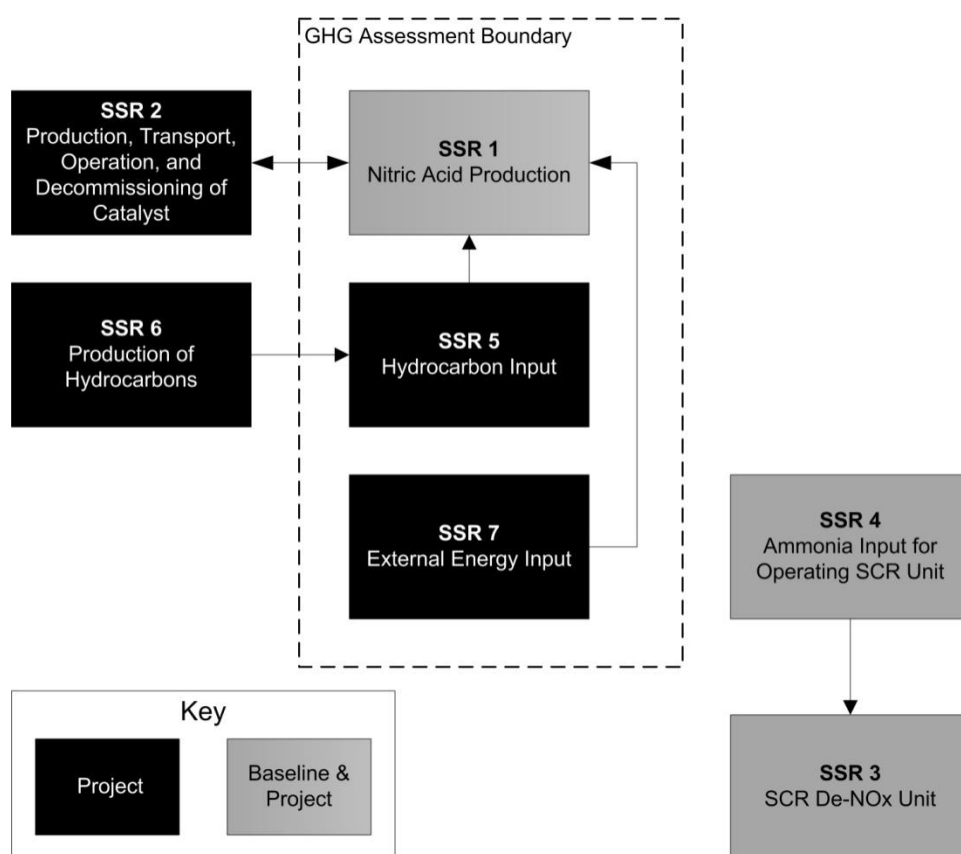 GHG Assessment Boundary
SSR 2
Production, Transport,
Operation, and
Decommissioning of
Catalyst
SSR 1
Nitric Acid Production
SSR 6
Production of
Hydrocarbons
SSR 5
Hydrocarbon Input
SSR 7
External Energy Input
SSR 4
Ammonia Input for
Operating SCR Unit
SSR 3
SCR De-NOx Unit
Key
Project
Baseline &
Project